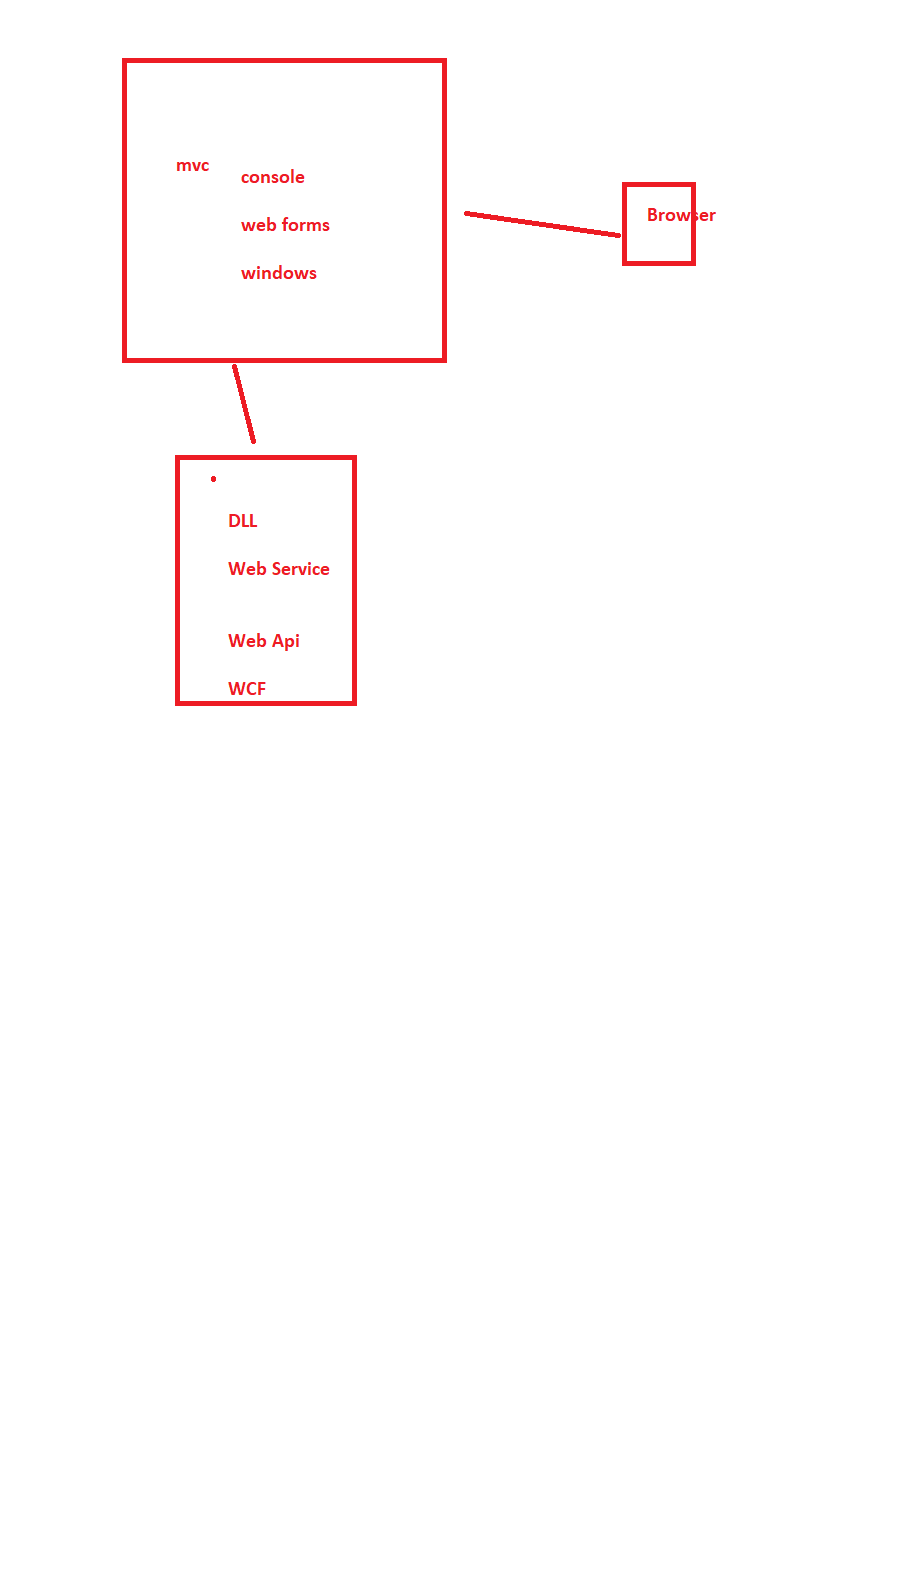 mvc
console
web forms
windows
Browser
DLL
Web Service
Web Api
WCF